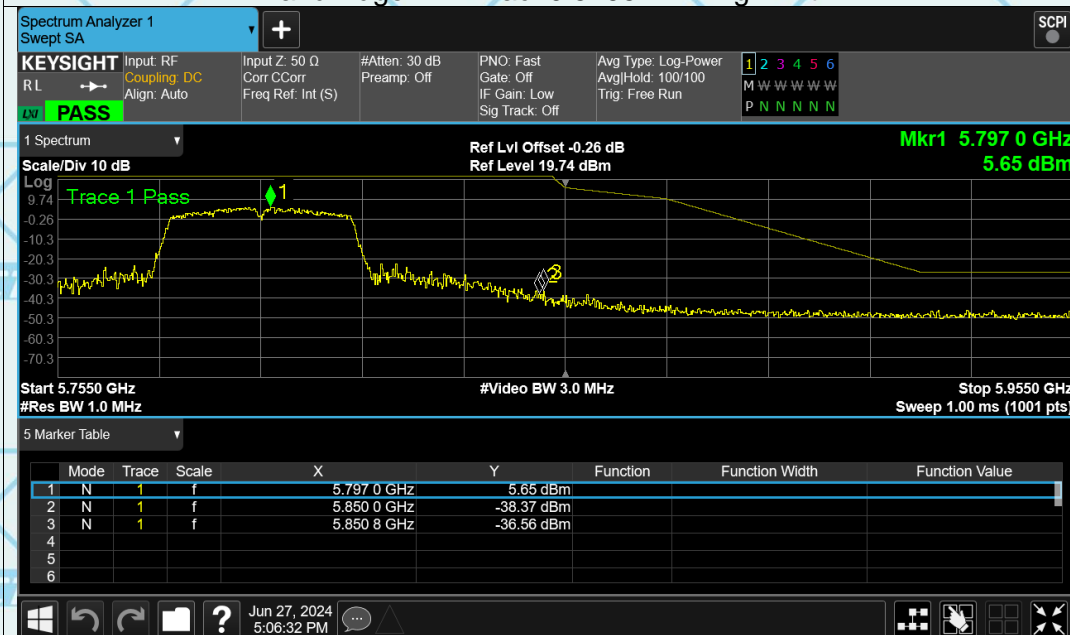 Spectrum Analyzer 1
Swept SA
+
SCPI
KEYSIGHT
RL
LXI PASS
Input: RF
Coupling: DC
Align: Auto
Input Z: 50 Ω
Corr CCorr
Freq Ref: Int (S)
#Atten: 30 dB
Preamp: Off
PNO: Fast
Gate: Off
IF Gain: Low
Sig Track: Off
Avg Type: Log-Power
Avg|Hold: 100/100
Trig: Free Run
1 2 3 4 5 6
M W W W W W
P N N N N N
1 Spectrum
Scale/Div 10 dB
Ref Lvl Offset -0.26 dB
Ref Level 19.74 dBm
Mkr1 5.797 0 GHz
5.65 dBm
Log
Trace 1 Pass
1
3
9.74
-0.26
-10.3
-20.3
-30.3
-40.3
-50.3
-60.3
-70.3
Start 5.7550 GHz
#Video BW 3.0 MHz
Stop 5.9550 GHz
#Res BW 1.0 MHz
Sweep 1.00 ms (1001 pts)
5 Marker Table
Mode Trace Scale X Y Function Function Width Function Value
1 N 1 f 5.797 0 GHz 5.65 dBm
2 N 1 f 5.850 0 GHz -38.37 dBm
3 N 1 f 5.850 8 GHz -36.56 dBm
4
5
6
?
Jun 27, 2024
5:06:32 PM